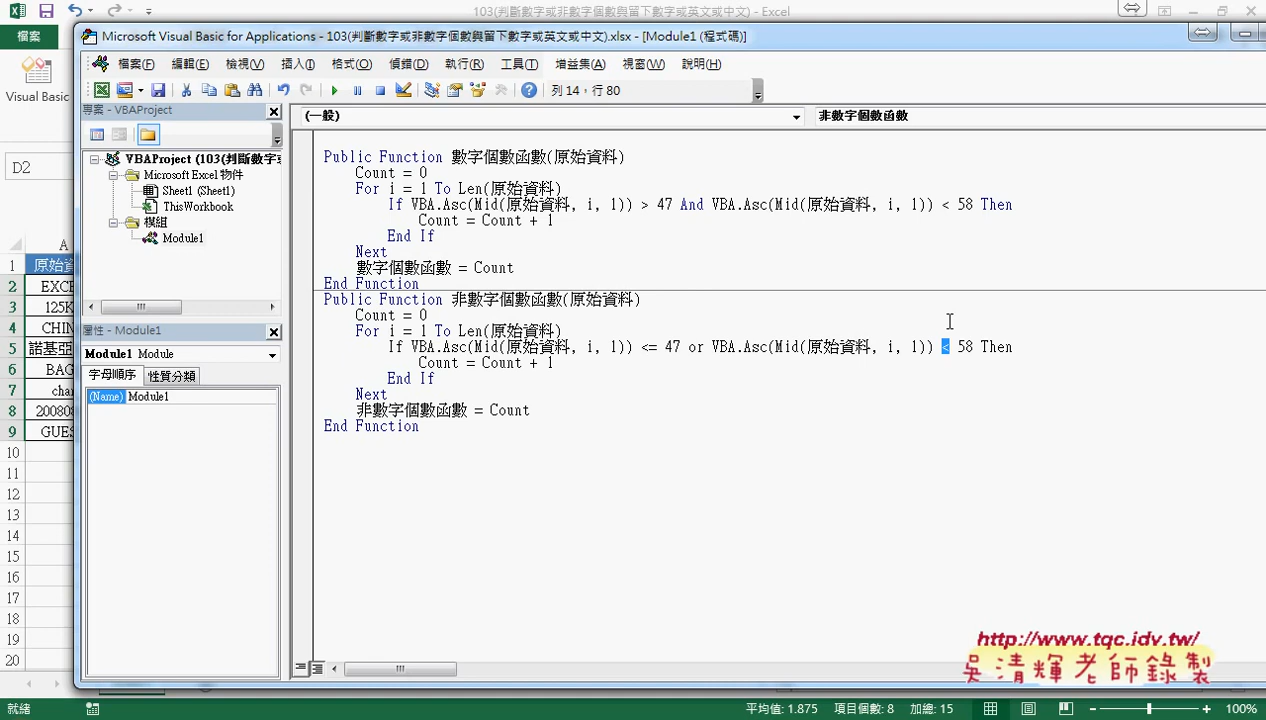 103(判斷數字或非數字個數與留下數字或英文或中文) - Excel
檔案
Microsoft Visual Basic for Applications - 103(判斷數字或非數字個數與留下數字或英文或中文).xlsx - [Module1 (程式碼)]
Visual Basic
檔案(F) 編輯(E) 檢視(V) 插入(I) 格式(O) 偵錯(D) 執行(R) 工具(T) 增益集(A) 視窗(W) 說明(H)
列 14，行 80
專案 - VBAProject
(一般)
非數字個數函數
D2
VBAProject (103(判斷數字或
Microsoft Excel 物件
Sheet1 (Sheet1)
ThisWorkbook
模組
Module1
Public Function 數字個數函數(原始資料)
Count = 0
For i = 1 To Len(原始資料)
If VBA.Asc(Mid(原始資料, i, 1)) > 47 And VBA.Asc(Mid(原始資料, i, 1)) < 58 Then
Count = Count + 1
End If
Next
數字個數函數 = Count
End Function
Public Function 非數字個數函數(原始資料)
Count = 0
For i = 1 To Len(原始資料)
If VBA.Asc(Mid(原始資料, i, 1)) <= 47 or VBA.Asc(Mid(原始資料, i, 1)) < 58 Then
Count = Count + 1
End If
Next
非數字個數函數 = Count
End Function
屬性 - Module1
Module1 Module
字母順序 性質分類
(Name) Module1
A
1 原始資
2 EXCE
3 125K
4 CHIN
5 諾基亞
6 BAG
7 char
8 200808
9 GUES
10
11
12
13
14
15
16
17
18
19
20
http://www.tqc.idv.tw/
吳清輝老師錄製
就緒
平均值: 1.875 項目個數: 8 加總: 15
100%